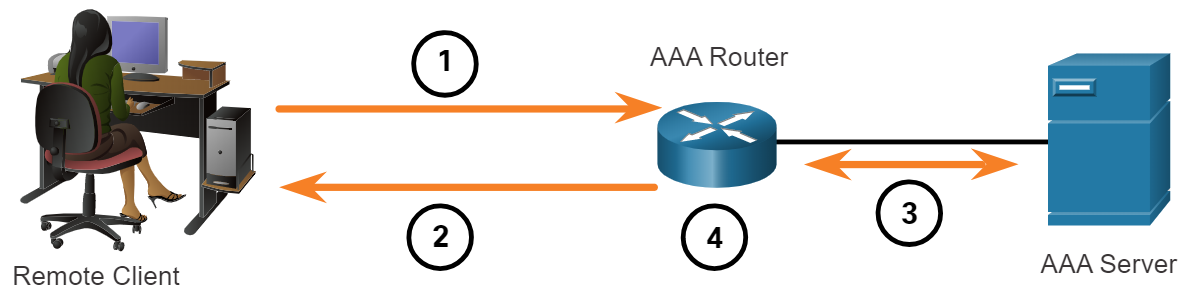 1
AAA Router
2
4
3
Remote Client
AAA Server